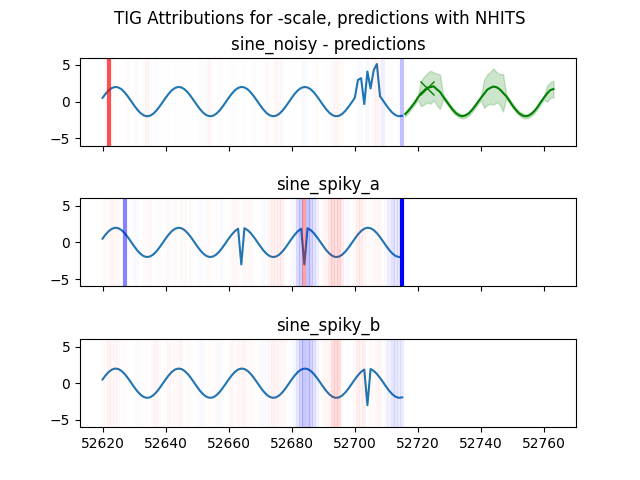 TIG Attributions for -scale, predictions with NHITS
sine_noisy - predictions
5
0
−5
sine_spiky_a
5
0
−5
sine_spiky_b
5
0
−5
52620 52640 52660 52680 52700 52720 52740 52760